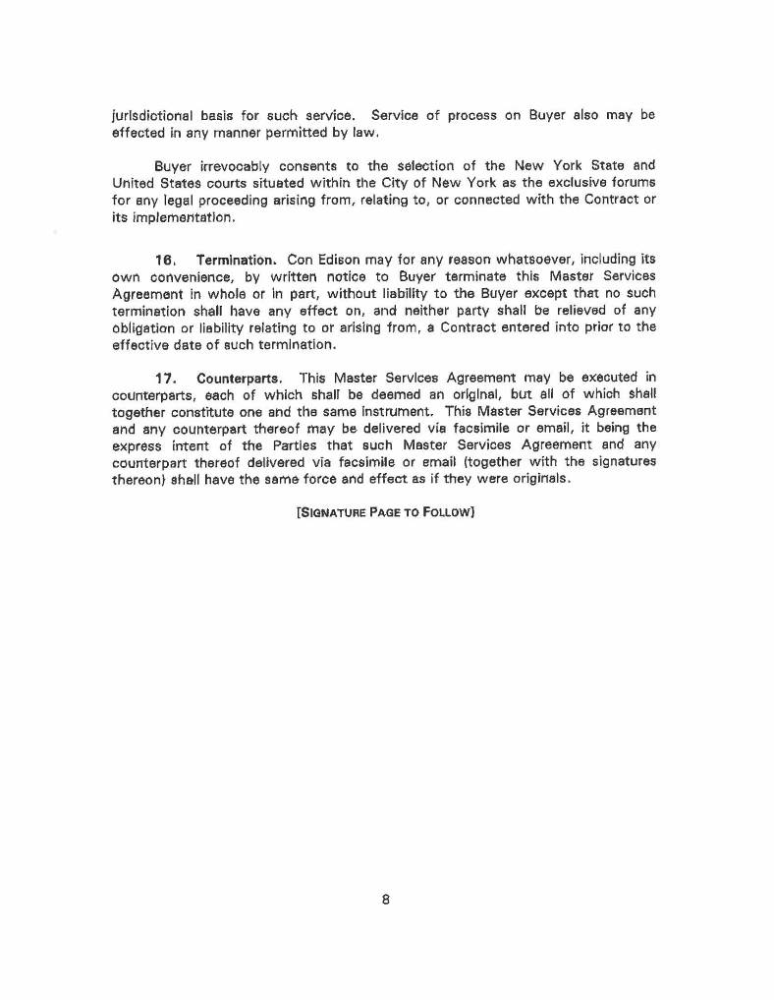 jurisdictional basis for such service. Service of process on Buyer also may be
effected in any manner permitted by law.
Buyer irrevocably consents to the selection of the New York State and
United States courts situated within the City of New York as the exclusive forums
for any legal proceeding arising from, relating to, or connected with the Contract or
its implementation.
16. Termination. Con Edison may for any reason whatsoever, including its
own convenience, by written notice to Buyer terminate this Master Services
Agreement in whole or in part, without liability to the Buyer except that no such
termination shall have any effect on, and neither party shall be relieved of any
obligation or liability relating to or arising from, a Contract entered into prior to the
effective date of such termination.
17. Counterparts. This Master Services Agreement may be executed in
counterparts, each of which shall be deemed an original, but all of which shall
together constitute one and the same instrument. This Master Services Agreement
and any counterpart thereof may be delivered via facsimile or email, it being the
express intent of the Parties that such Master Services Agreement and any
counterpart thereof delivered via facsimile or email (together with the signatures
thereon) shall have the same force and effect as if they were originals.
[SIGNATURE PAGE TO FOLLOW]
8